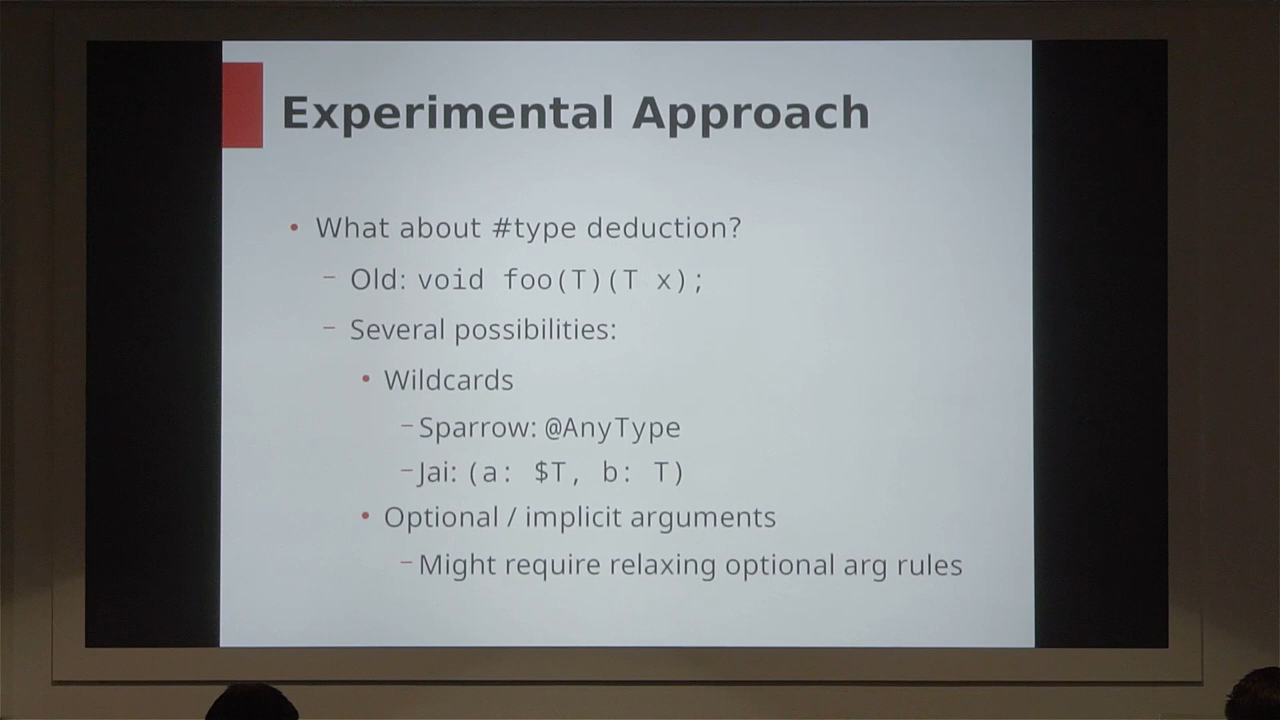 Experimental Approach
• What about #type deduction?
– Old: void foo(T)(T x);
– Several possibilities:
• Wildcards
– Sparrow: @AnyType
– Jai: (a: $T, b: T)
• Optional / implicit arguments
– Might require relaxing optional arg rules